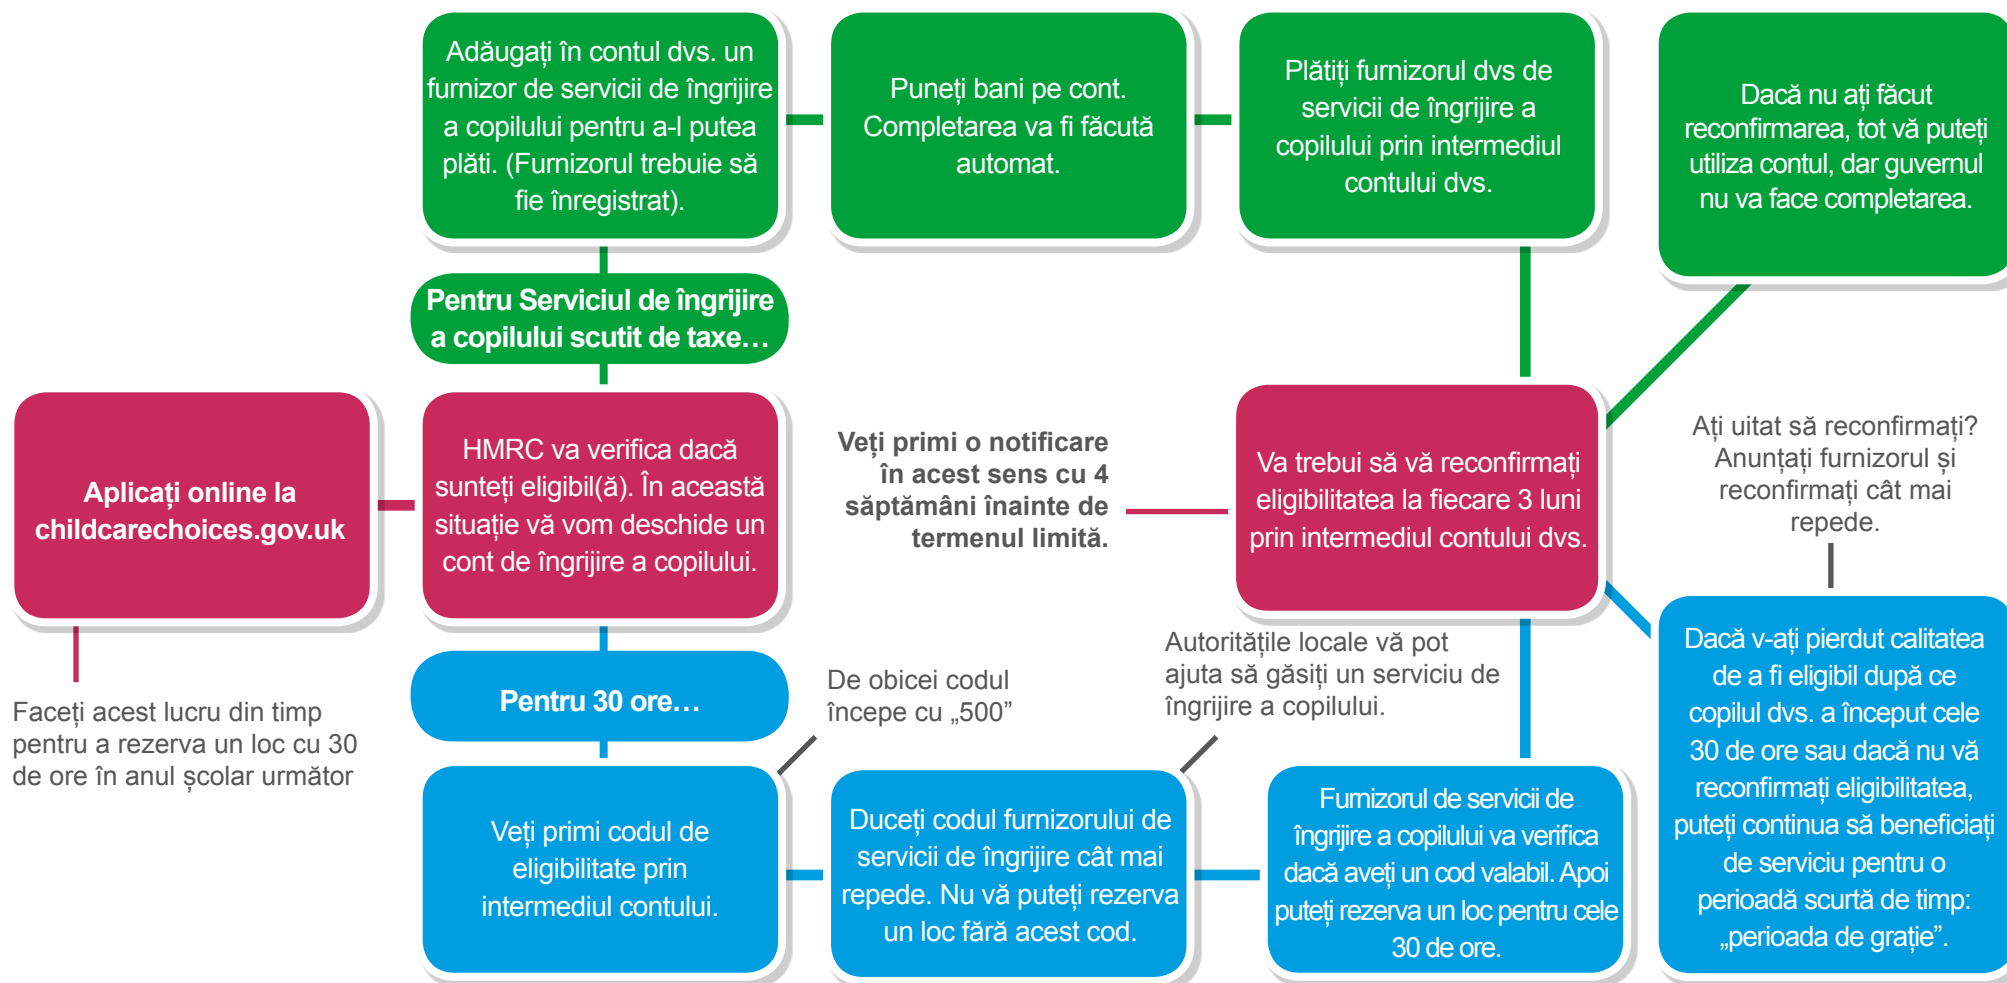 Adăugați în contul dvs. un
furnizor de servicii de îngrijire
a copilului pentru a-l putea
plăti. (Furnizorul trebuie să
fie înregistrat).
Puneți bani pe cont.
Completarea va fi făcută
automat.
Plătiți furnizorul dvs de
servicii de îngrijire a
copilului prin intermediul
contului dvs.
Dacă nu ați făcut
reconfirmarea, tot vă puteți
utiliza contul, dar guvernul
nu va face completarea.
Pentru Serviciul de îngrijire
a copilului scutit de taxe…
Aplicați online la
childcarechoices.gov.uk
HMRC va verifica dacă
sunteți eligibil(ă). În această
situație vă vom deschide un
cont de îngrijire a copilului.
Veți primi o notificare
în acest sens cu 4
săptămâni înainte de
termenul limită.
Va trebui să vă reconfirmați
eligibilitatea la fiecare 3 luni
prin intermediul contului dvs.
Ați uitat să reconfirmați?
Anunțați furnizorul și
reconfirmați cât mai
repede.
Faceți acest lucru din timp
pentru a rezerva un loc cu 30
de ore în anul școlar următor
Pentru 30 ore…
De obicei codul
începe cu „500”
Autoritățile locale vă pot
ajuta să găsiți un serviciu de
îngrijire a copilului.
Veți primi codul de
eligibilitate prin
intermediul contului.
Duceți codul furnizorului de
servicii de îngrijire cât mai
repede. Nu vă puteți rezerva
un loc fără acest cod.
Furnizorul de servicii de
îngrijire a copilului va verifica
dacă aveți un cod valabil. Apoi
puteți rezerva un loc pentru cele
30 de ore.
Dacă v-ați pierdut calitatea
de a fi eligibil după ce
copilul dvs. a început cele
30 de ore sau dacă nu vă
reconfirmați eligibilitatea,
puteți continua să beneficiați
de serviciu pentru o
perioadă scurtă de timp:
„perioada de grație”.